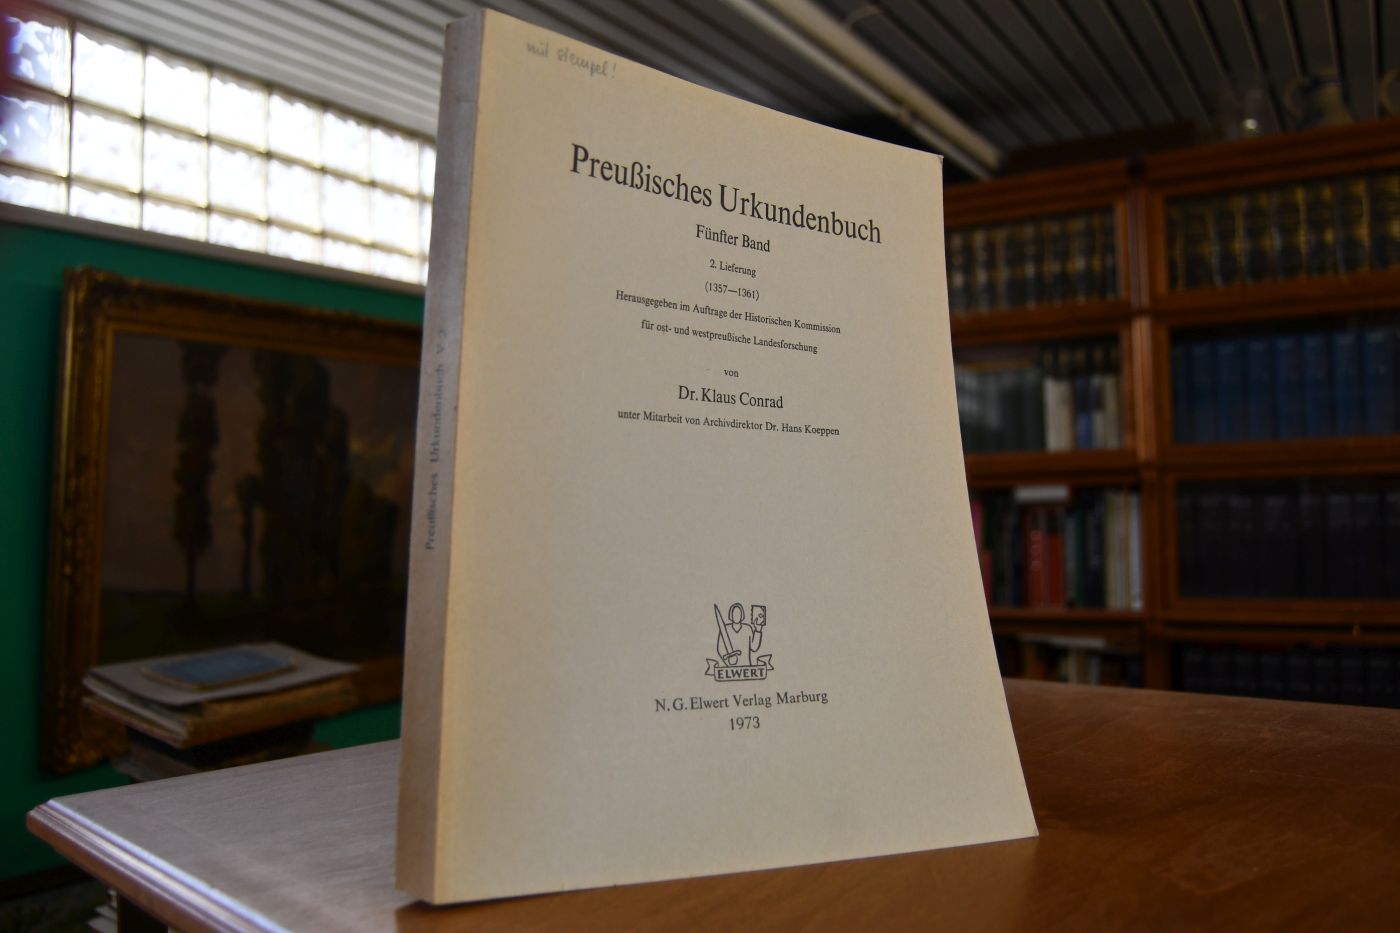 mit stempel!
Preußisches Urkundenbuch
Fünfter Band
2. Lieferung
(1357—1361)
Herausgegeben im Auftrage der Historischen Kommission
für ost- und westpreußische Landesforschung
von
Dr. Klaus Conrad
unter Mitarbeit von Archivdirektor Dr. Hans Koeppen
ELWERT
N. G. Elwert Verlag Marburg
1973
Preußisches Urkundenbuch V. 2